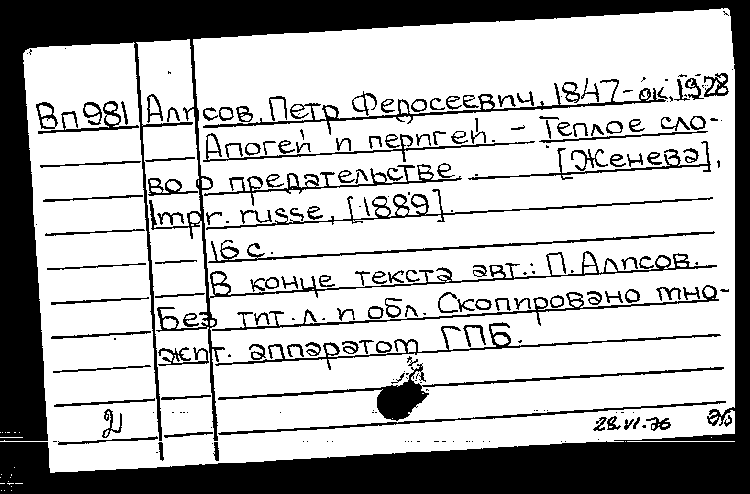 Вп981 Алисов, Петр Федосеевич, 1847-ок.1928
Апогей и перигей. - Теплое сло-
во о предательстве. [Женева],
Impr. russe, [1889].
16 с.
В конце текста авт.: П. Алисов.
Без тит. л. и обл. Скопировано мно-
жит. аппаратом ГПБ.
28.VI.76